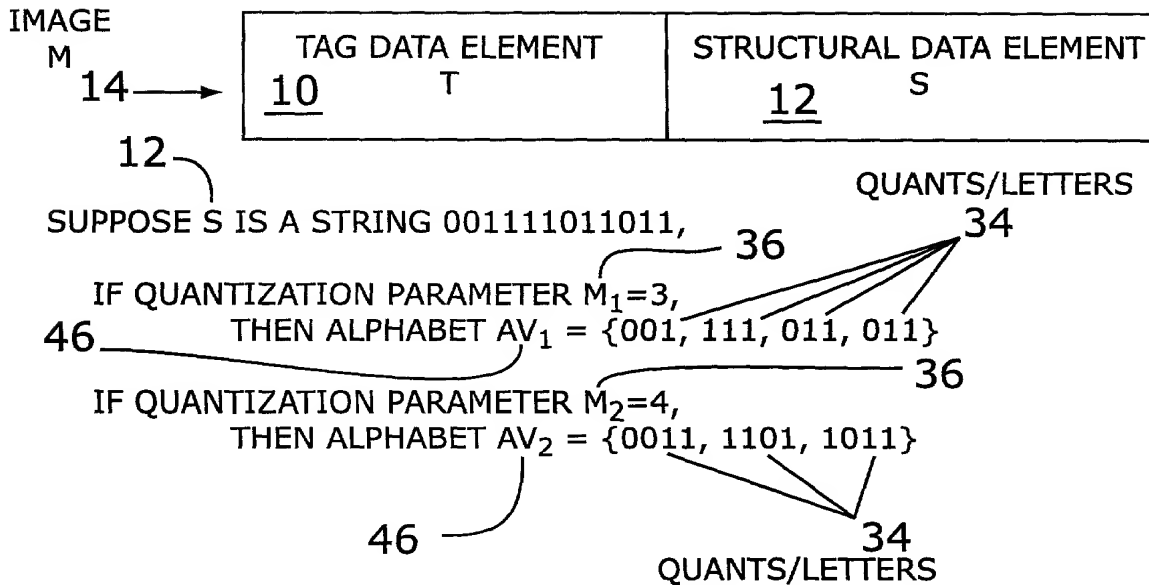 IMAGE
M
14
TAG DATA ELEMENT
T
10
STRUCTURAL DATA ELEMENT
S
12
12
QUANTS/LETTERS
34
SUPPOSE S IS A STRING 001111011011,
36
IF QUANTIZATION PARAMETER M1=3,
THEN ALPHABET AV1 = {001, 111, 011, 011}
46
36
IF QUANTIZATION PARAMETER M2=4,
THEN ALPHABET AV2 = {0011, 1101, 1011}
46
34
QUANTS/LETTERS